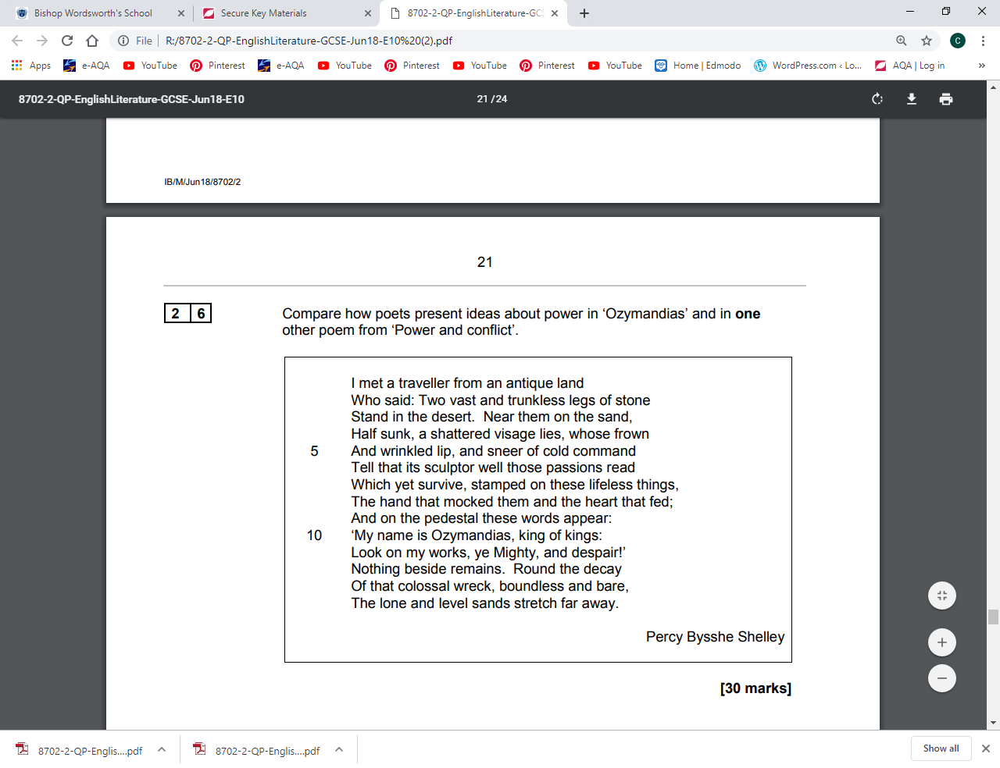 Bishop Wordsworth's School
Secure Key Materials
8702-2-QP-EnglishLiterature-GCS
File
R:/8702-2-QP-EnglishLiterature-GCSE-Jun18-E10%20(2).pdf
C
Apps
e-AQA
YouTube
Pinterest
e-AQA
YouTube
Pinterest
YouTube
Pinterest
YouTube
Home | Edmodo
WordPress.com ‹ Lo...
AQA | Log in
»
8702-2-QP-EnglishLiterature-GCSE-Jun18-E10
21 / 24
IB/M/Jun18/8702/2
21
2 6
Compare how poets present ideas about power in ‘Ozymandias’ and in one
other poem from ‘Power and conflict’.
I met a traveller from an antique land
Who said: Two vast and trunkless legs of stone
Stand in the desert.  Near them on the sand,
Half sunk, a shattered visage lies, whose frown
5 And wrinkled lip, and sneer of cold command
Tell that its sculptor well those passions read
Which yet survive, stamped on these lifeless things,
The hand that mocked them and the heart that fed;
And on the pedestal these words appear:
10 ‘My name is Ozymandias, king of kings:
Look on my works, ye Mighty, and despair!’
Nothing beside remains.  Round the decay
Of that colossal wreck, boundless and bare,
The lone and level sands stretch far away.
Percy Bysshe Shelley
[30 marks]
8702-2-QP-Englis....pdf
8702-2-QP-Englis....pdf
Show all